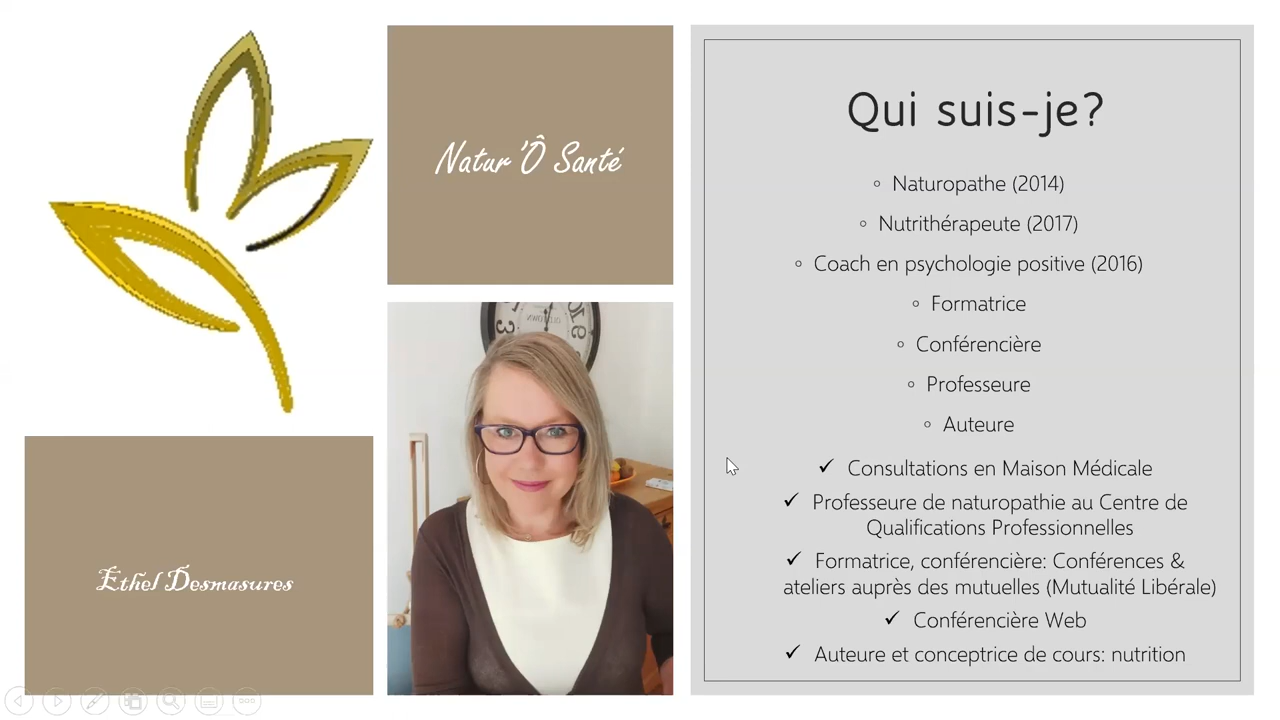 Natur'Ô Santé
Ethel Desmasures
Qui suis-je?
◦ Naturopathe (2014)
◦ Nutrithérapeute (2017)
◦ Coach en psychologie positive (2016)
◦ Formatrice
◦ Conférencière
◦ Professeure
◦ Auteure
✓ Consultations en Maison Médicale
✓ Professeure de naturopathie au Centre de
Qualifications Professionnelles
✓ Formatrice, conférencière: Conférences &
ateliers auprès des mutuelles (Mutualité Libérale)
✓ Conférencière Web
✓ Auteure et conceptrice de cours: nutrition